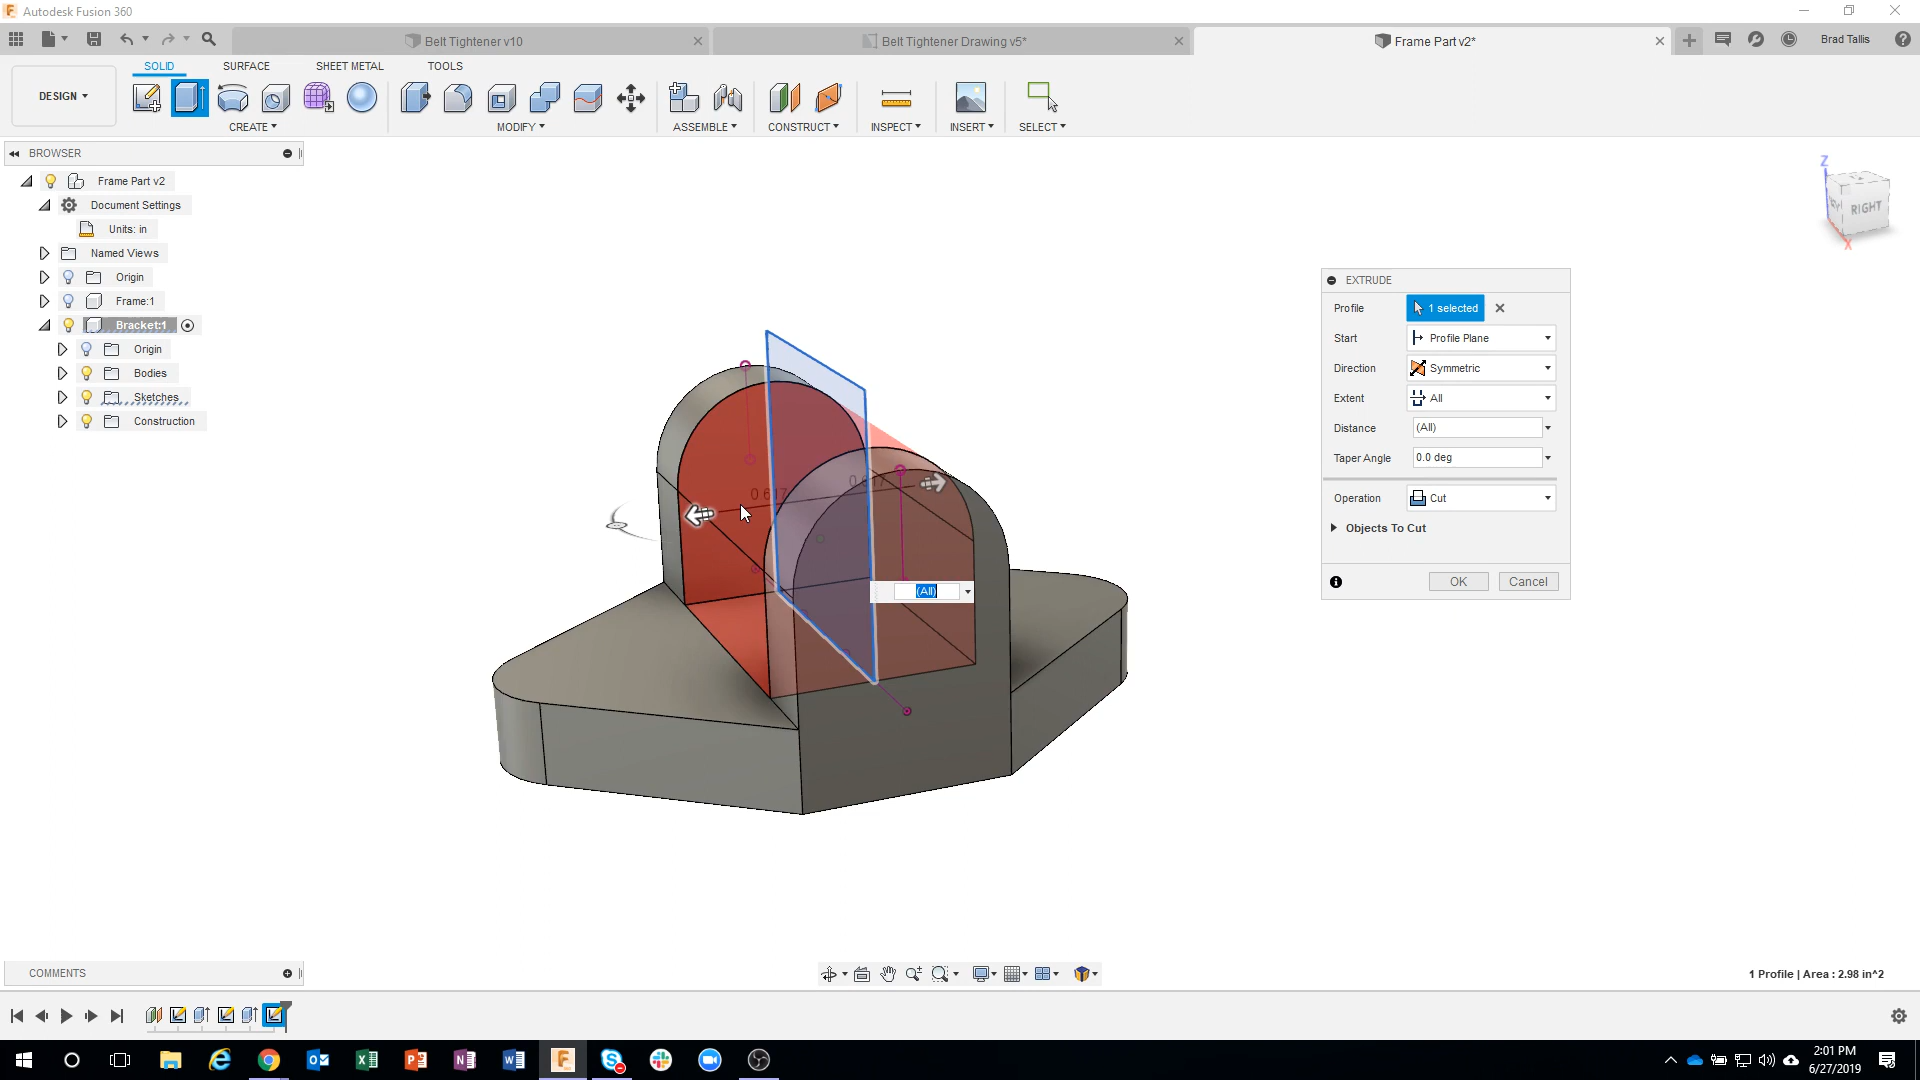 Autodesk Fusion 360
Belt Tightener v10
Belt Tightener Drawing v5*
Frame Part v2*
Brad Tallis
SOLID
SURFACE
SHEET METAL
TOOLS
DESIGN
CREATE
MODIFY
ASSEMBLE
CONSTRUCT
INSPECT
INSERT
SELECT
BROWSER
Frame Part v2
Document Settings
Units: in
Named Views
Origin
Frame:1
Bracket:1
Origin
Bodies
Sketches
Construction
Z
RIGHT
X
EXTRUDE
Profile 1 selected
Start Profile Plane
Direction Symmetric
Extent All
Distance (All)
Taper Angle 0.0 deg
Operation Cut
Objects To Cut
OK Cancel
0.617
0.617
(All)
COMMENTS
1 Profile | Area : 2.98 in^2
2:01 PM
6/27/2019